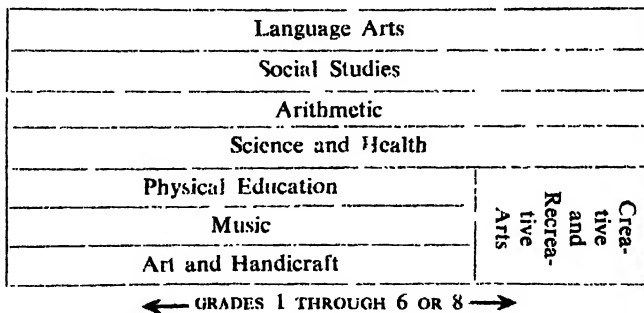 Language Arts
Social Studies
Arithmetic
Science and Health
Physical Education
Music
Art and Handicraft
Crea-
tive
and
Recrea-
tive
Arts
← GRADES 1 THROUGH 6 OR 8 →